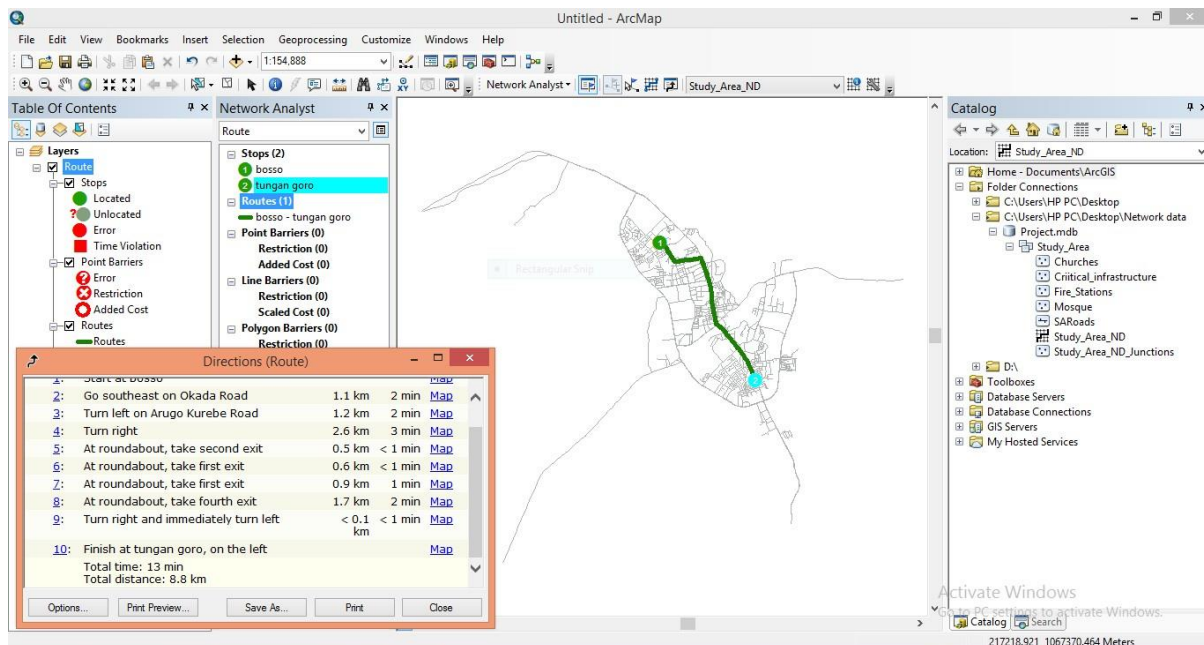 Untitled - ArcMap
File Edit View Bookmarks Insert Selection Geoprocessing Customize Windows Help
1:154,888
Network Analyst
Study_Area_ND
Table Of Contents
Layers
Route
Stops
Located
Unlocated
Error
Time Violation
Point Barriers
Error
Restriction
Added Cost
Routes
Routes
Network Analyst
Route
Stops (2)
1 bosso
2 tungan goro
Routes (1)
bosso - tungan goro
Point Barriers (0)
Restriction (0)
Added Cost (0)
Line Barriers (0)
Restriction (0)
Scaled Cost (0)
Polygon Barriers (0)
Restriction (0)
Rectangular Snip
1
2
Directions (Route)
1: Start at bosso Map
2: Go southeast on Okada Road 1.1 km 2 min Map
3: Turn left on Arugo Kurebe Road 1.2 km 2 min Map
4: Turn right 2.6 km 3 min Map
5: At roundabout, take second exit 0.5 km < 1 min Map
6: At roundabout, take first exit 0.6 km < 1 min Map
7: At roundabout, take first exit 0.9 km 1 min Map
8: At roundabout, take fourth exit 1.7 km 2 min Map
9: Turn right and immediately turn left < 0.1 km < 1 min Map
10: Finish at tungan goro, on the left Map
Total time: 13 min
Total distance: 8.8 km
Options... Print Preview... Save As... Print Close
Catalog
Location: Study_Area_ND
Home - Documents\ArcGIS
Folder Connections
C:\Users\HP PC\Desktop
C:\Users\HP PC\Desktop\Network data
Project.mdb
Study_Area
Churches
Criitical_infrastructure
Fire_Stations
Mosque
SARoads
Study_Area_ND
Study_Area_ND_Junctions
D:\
Toolboxes
Database Servers
Database Connections
GIS Servers
My Hosted Services
Activate Windows
Go to PC settings to activate Windows.
Catalog Search
217218.921 1067370.464 Meters